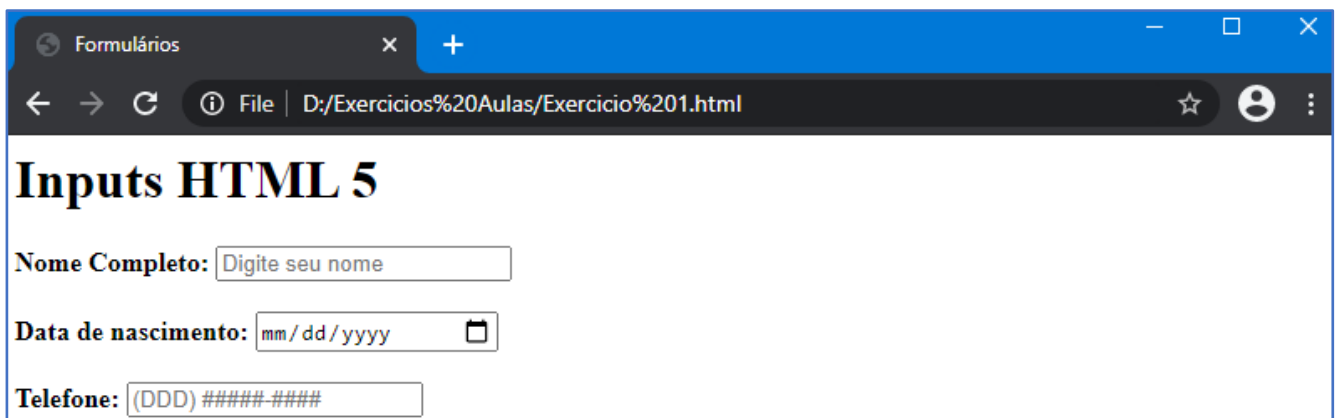 Formulários
File D:/Exercicios%20Aulas/Exercicio%201.html
Inputs HTML 5
Nome Completo: Digite seu nome
Data de nascimento: mm/dd/yyyy
Telefone: (DDD) #####-####